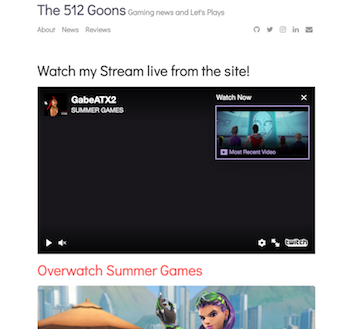 The 512 Goons Gaming news and Let's Plays
About News Reviews
Watch my Stream live from the site!
GabeATX2
SUMMER GAMES
Watch Now
Most Recent Video
twitch
Overwatch Summer Games